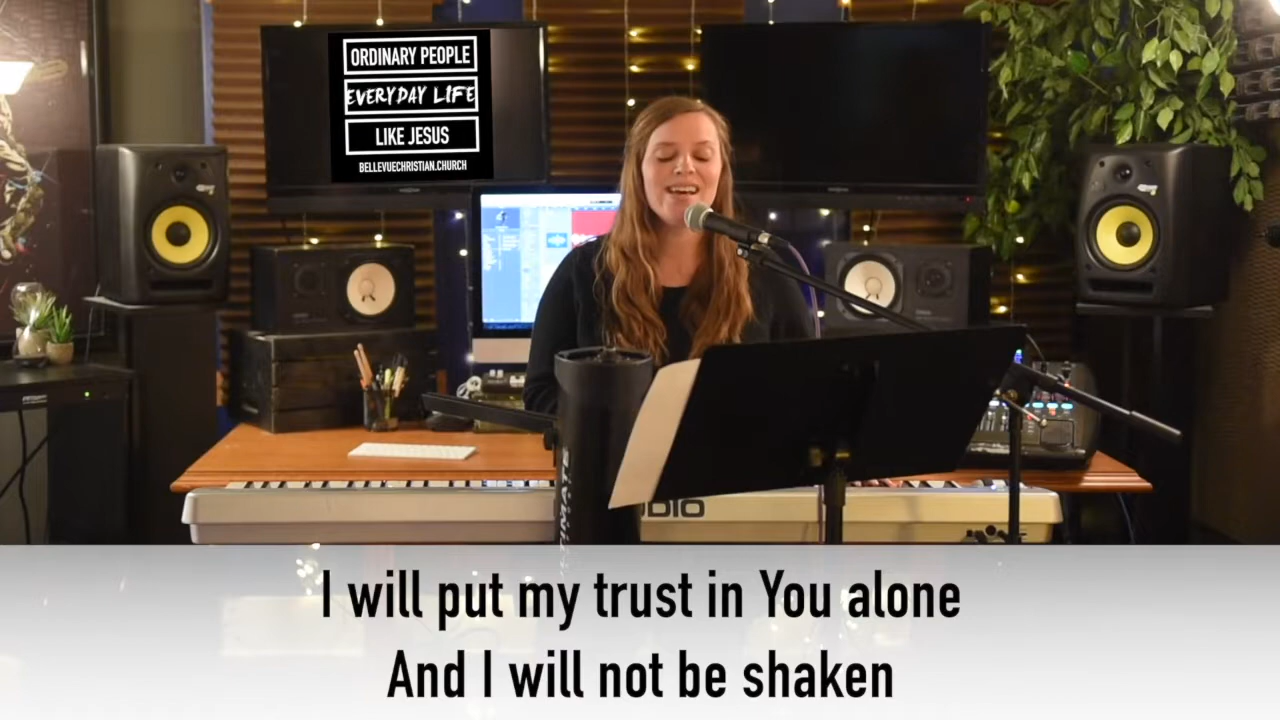 ORDINARY PEOPLE
EVERYDAY LIFE
LIKE JESUS
BELLEVUECHRISTIAN.CHURCH
I will put my trust in You alone
And I will not be shaken